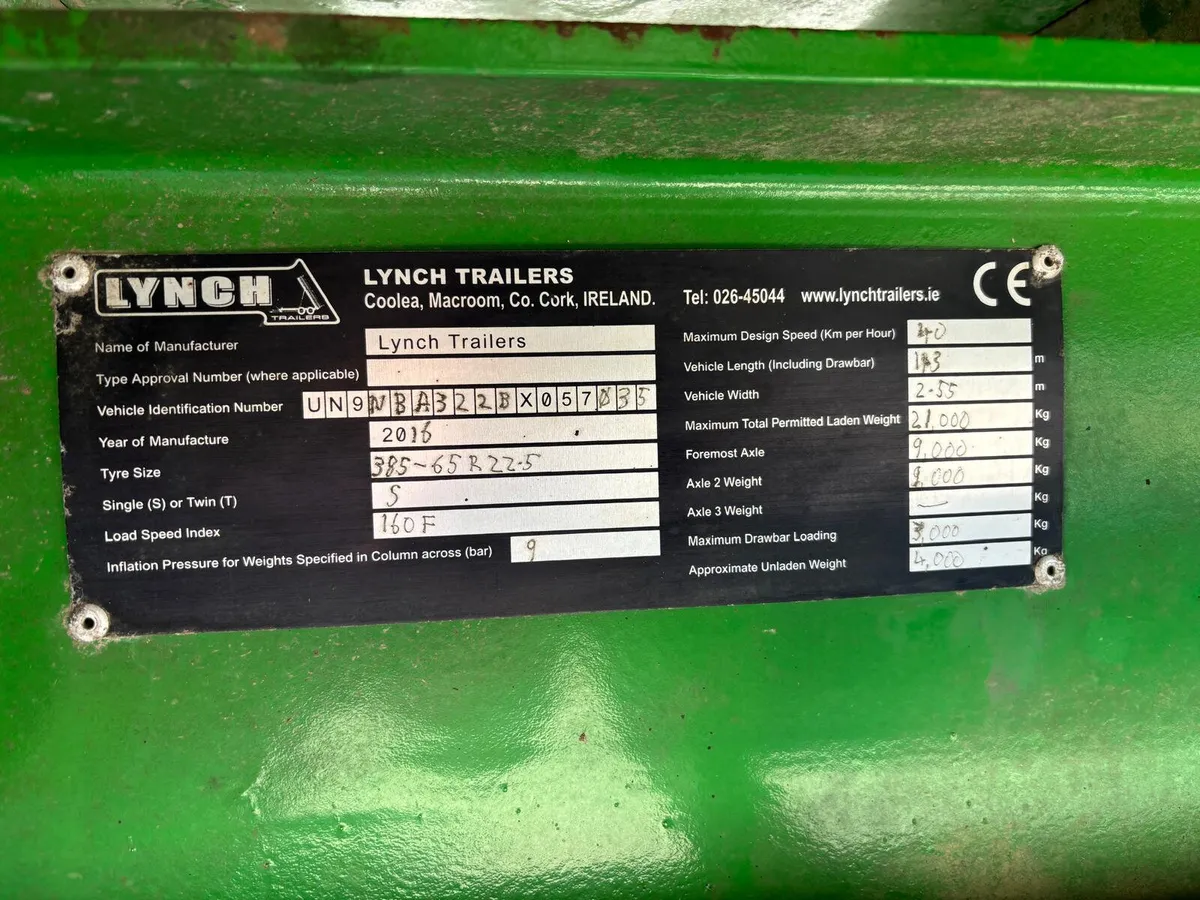 LYNCH
TRAILERS
LYNCH TRAILERS
Coolea, Macroom, Co. Cork, IRELAND.
Tel: 026-45044 www.lynchtrailers.ie
CE
Name of Manufacturer Lynch Trailers
Type Approval Number (where applicable)
Vehicle Identification Number UN9NBA322BX057035
Year of Manufacture 2016
Tyre Size 385-65R22.5
Single (S) or Twin (T) S
Load Speed Index 160F
Inflation Pressure for Weights Specified in Column across (bar) 9
Maximum Design Speed (Km per Hour) 40
Vehicle Length (Including Drawbar) m
Vehicle Width 2-55 m
Maximum Total Permitted Laden Weight 21,000 Kg
Foremost Axle 9,000 Kg
Axle 2 Weight 9,000 Kg
Axle 3 Weight — Kg
Maximum Drawbar Loading 3,000 Kg
Approximate Unladen Weight 4,000 Kg